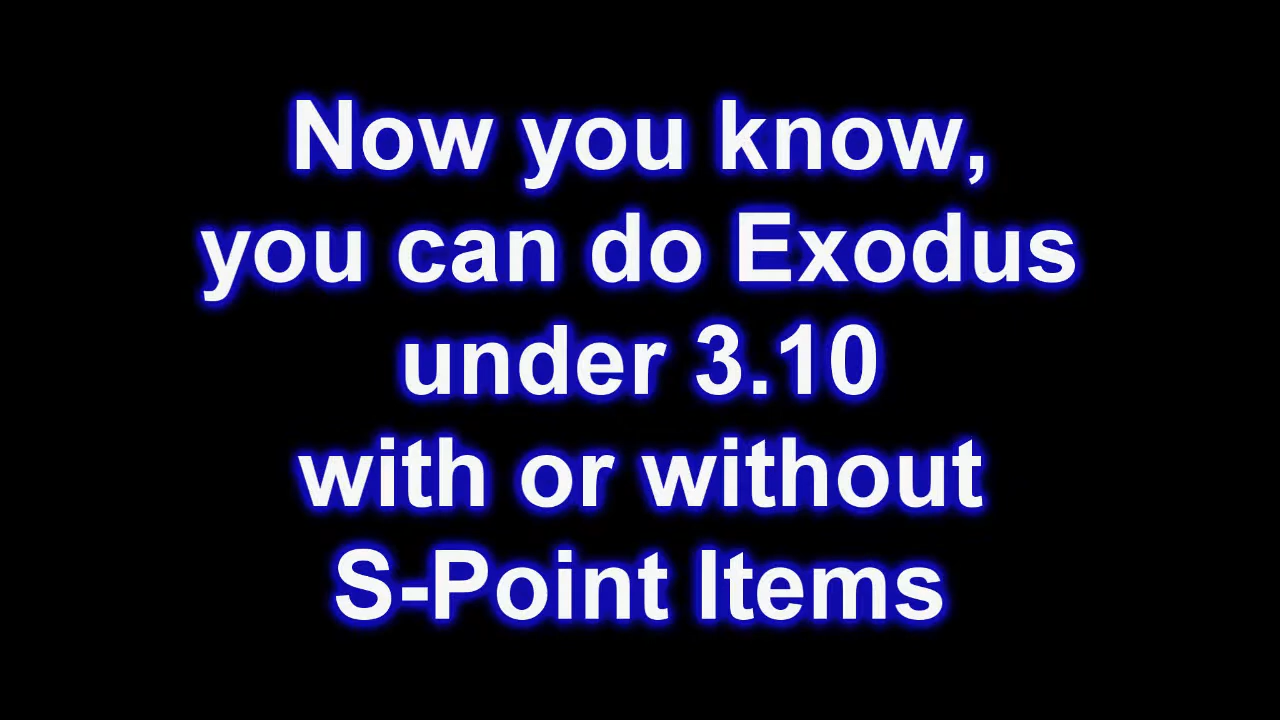 Now you know,
you can do Exodus
under 3.10
with or without
S-Point Items